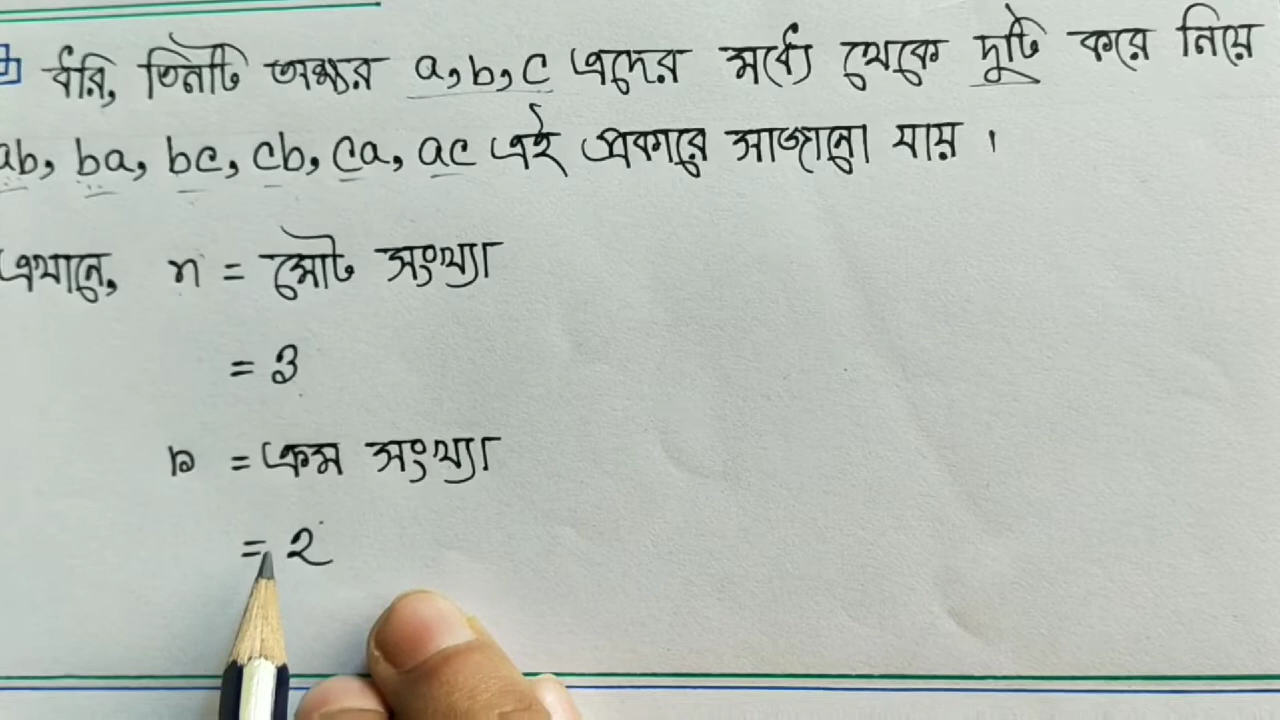 ধরি, তিনটি অক্ষর a, b, c এদের মধ্যে থেকে দুটি করে নিয়ে
ab, ba, bc, cb, ca, ac এই প্রকারে সাজানো যায়।
এখানে, n = মোট সংখ্যা
= 3
r = ক্রম সংখ্যা
= 2